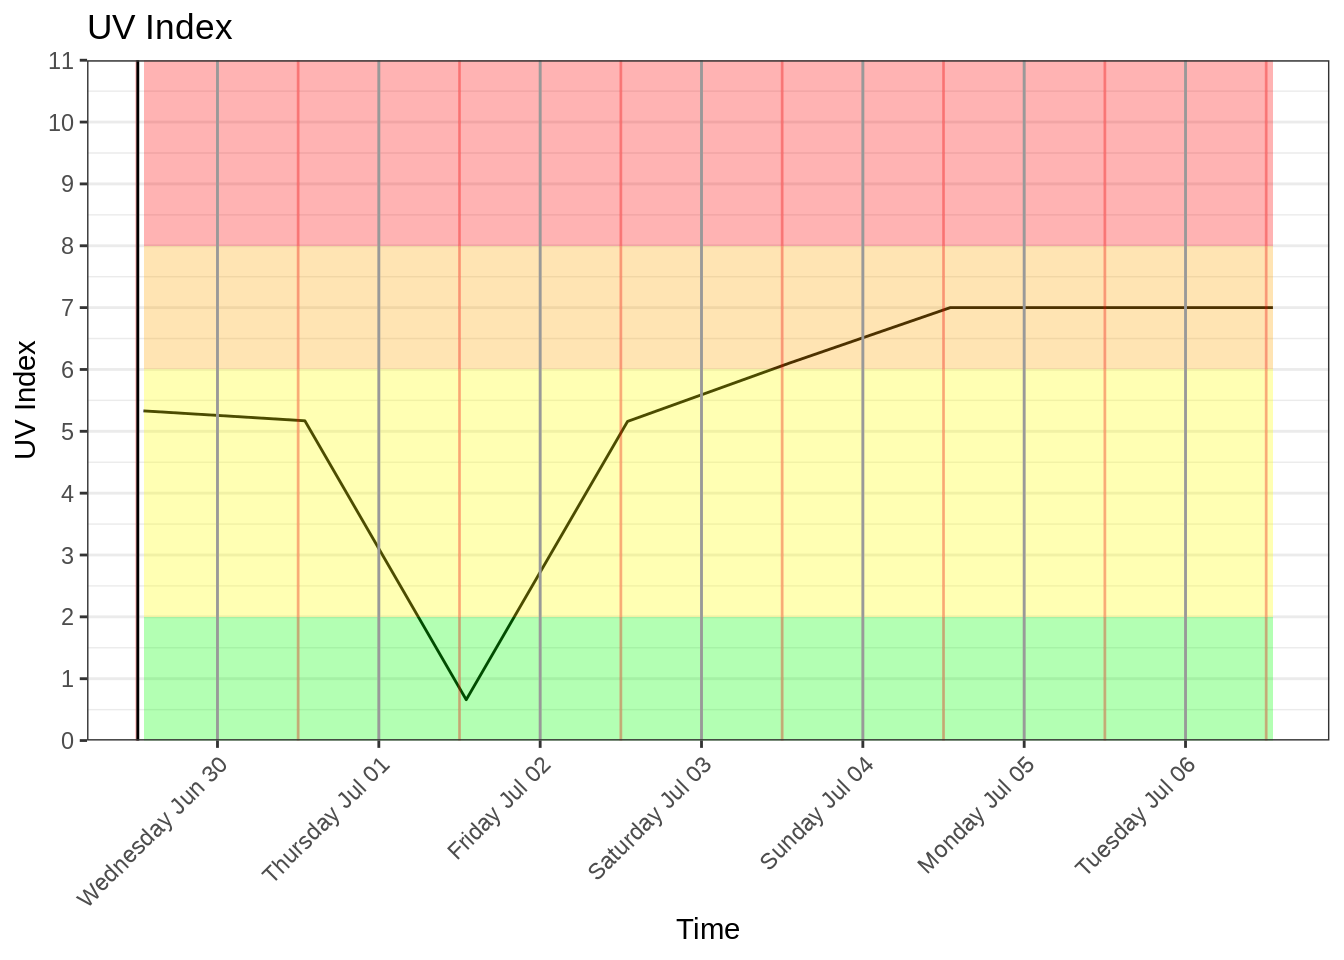 UV Index
UV Index
11
10
9
8
7
6
5
4
3
2
1
0
Wednesday Jun 30
Thursday Jul 01
Friday Jul 02
Saturday Jul 03
Sunday Jul 04
Monday Jul 05
Tuesday Jul 06
Time